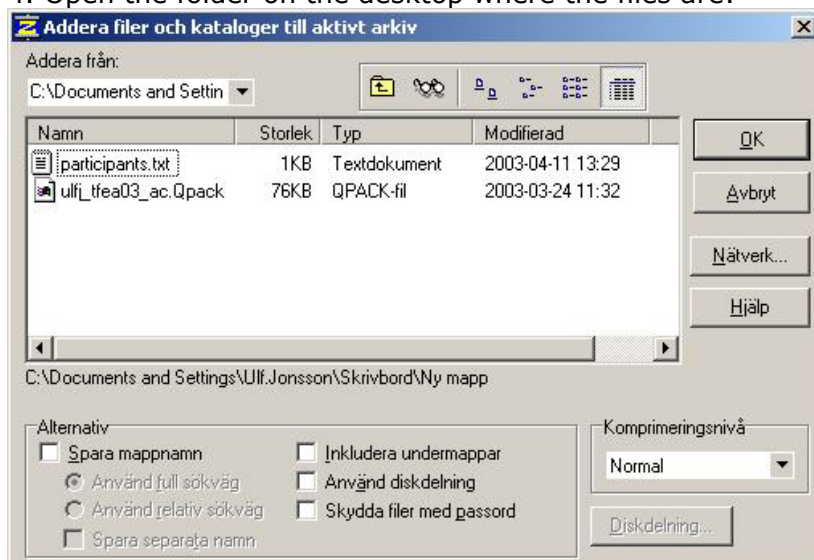 4. Open the folder on the desktop where the files are.
Addera filer och kataloger till aktivt arkiv
Addera från:
C:\Documents and Settin
Namn Storlek Typ Modifierad
participants.txt 1KB Textdokument 2003-04-11 13:29
ulfj_tfea03_ac.Qpack 76KB QPACK-fil 2003-03-24 11:32
OK
Avbryt
Nätverk...
Hjälp
C:\Documents and Settings\Ulf.Jonsson\Skrivbord\Ny mapp
Alternativ
Spara mappnamn
Använd full sökväg
Använd relativ sökväg
Spara separata namn
Inkludera undermappar
Använd diskdelning
Skydda filer med passord
Komprimeringsnivå
Normal
Diskdelning...